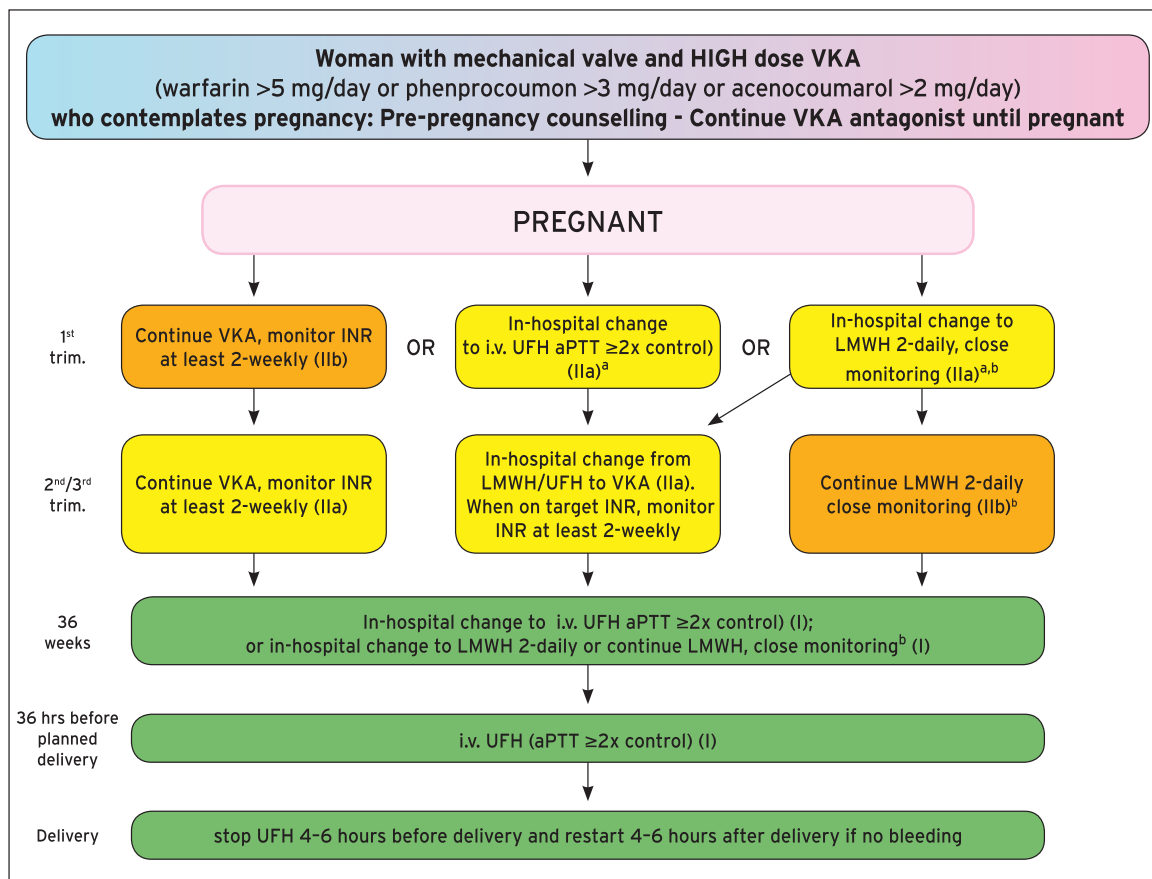 Woman with mechanical valve and HIGH dose VKA
(warfarin >5 mg/day or phenprocoumon >3 mg/day or acenocoumarol >2 mg/day)
who contemplates pregnancy: Pre-pregnancy counselling - Continue VKA antagonist until pregnant
PREGNANT
1st
trim.
Continue VKA, monitor INR
at least 2-weekly (IIb)
OR
In-hospital change
to i.v. UFH aPTT ≥2x control)
(IIa)a
OR
In-hospital change to
LMWH 2-daily, close
monitoring (IIa)a,b
2nd/3rd
trim.
Continue VKA, monitor INR
at least 2-weekly (IIa)
In-hospital change from
LMWH/UFH to VKA (IIa).
When on target INR, monitor
INR at least 2-weekly
Continue LMWH 2-daily
close monitoring (IIb)b
36
weeks
In-hospital change to i.v. UFH aPTT ≥2x control) (I);
or in-hospital change to LMWH 2-daily or continue LMWH, close monitoringb (I)
36 hrs before
planned
delivery
i.v. UFH (aPTT ≥2x control) (I)
Delivery
stop UFH 4–6 hours before delivery and restart 4–6 hours after delivery if no bleeding